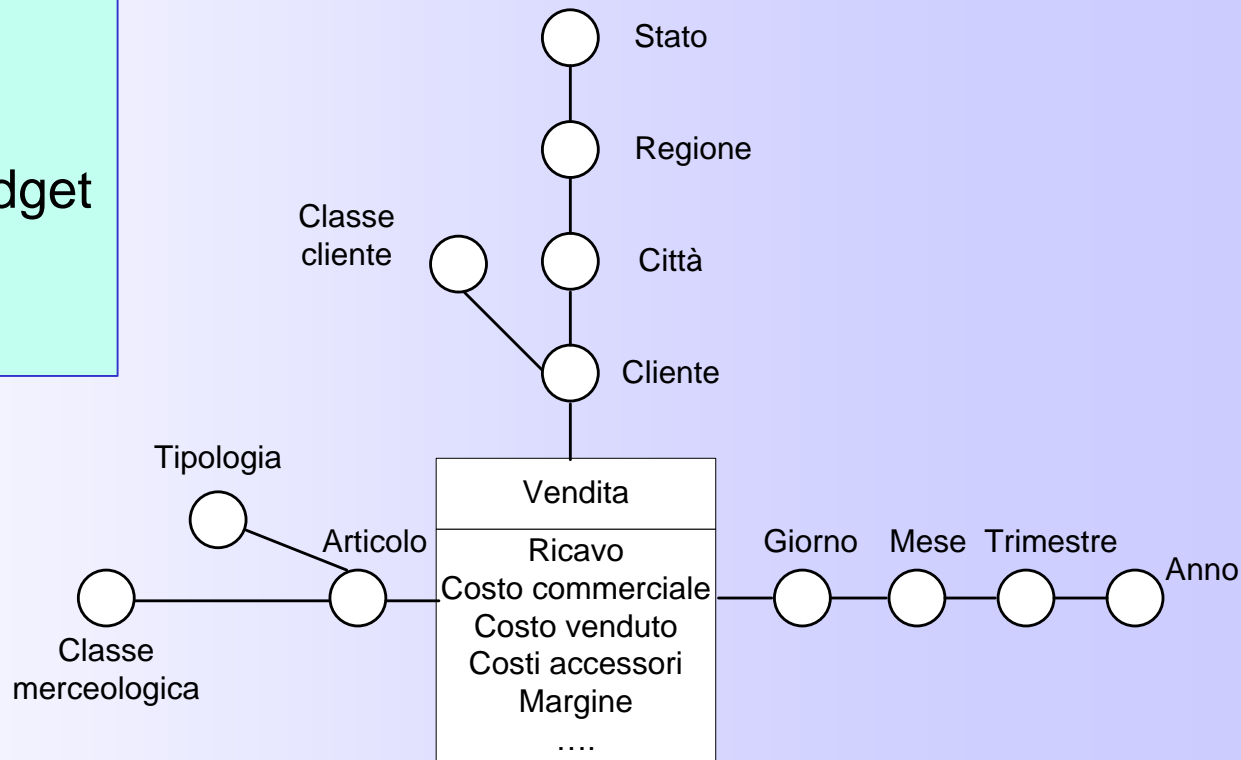 Stato
Regione
dget
Classe
cliente
Città
Cliente
Tipologia
Vendita
Articolo
Ricavo
Costo commerciale
Costo venduto
Costi accessori
Margine
....
Giorno
Mese
Trimestre
Anno
Classe
merceologica